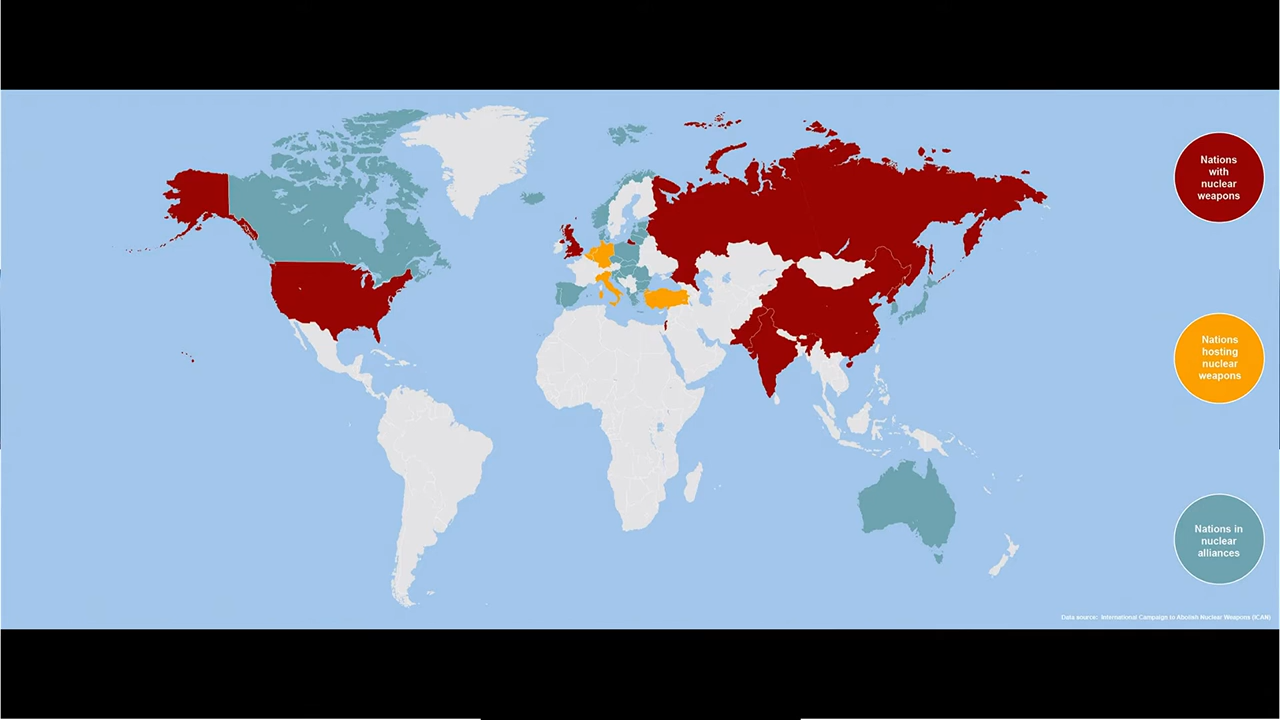 Nations
with
nuclear
weapons
Nations
hosting
nuclear
weapons
Nations in
nuclear
alliances
Data source: International Campaign to Abolish Nuclear Weapons (ICAN)